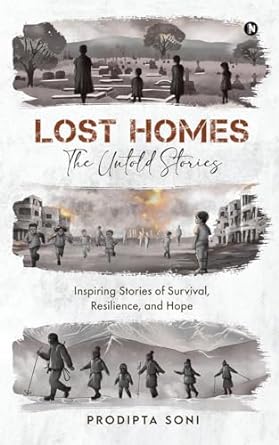 LOST HOMES
The Untold Stories
Inspiring Stories of Survival,
Resilience, and Hope
PRODIPTA SONI